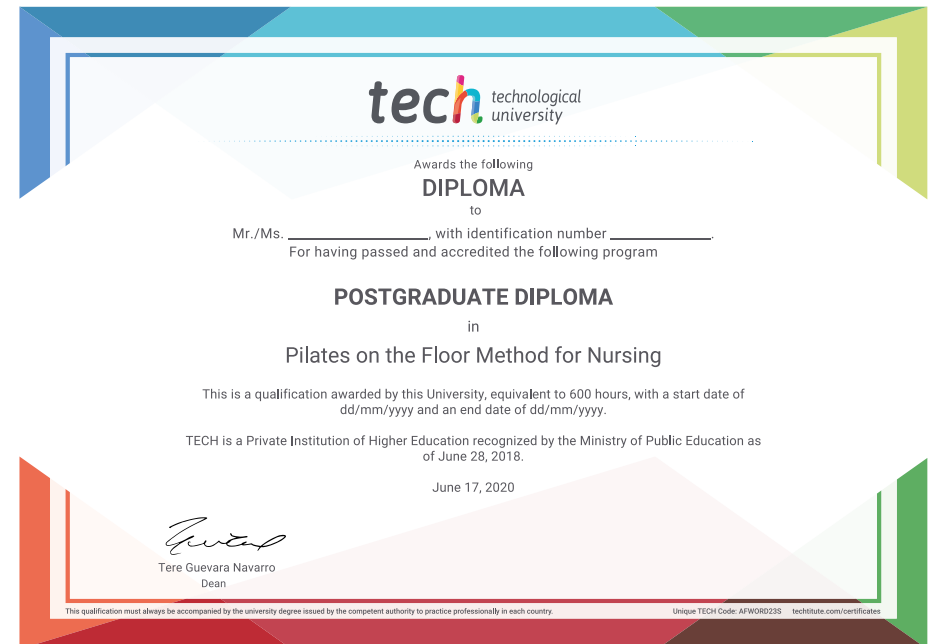 tech technological
university
Awards the following
DIPLOMA
to
Mr./Ms. ____________________, with identification number ______________.
For having passed and accredited the following program
POSTGRADUATE DIPLOMA
in
Pilates on the Floor Method for Nursing
This is a qualification awarded by this University, equivalent to 600 hours, with a start date of
dd/mm/yyyy and an end date of dd/mm/yyyy.
TECH is a Private Institution of Higher Education recognized by the Ministry of Public Education as
of June 28, 2018.
June 17, 2020
Tere Guevara Navarro
Dean
This qualification must always be accompanied by the university degree issued by the competent authority to practice professionally in each country.
Unique TECH Code: AFWORD23S techtitute.com/certificates